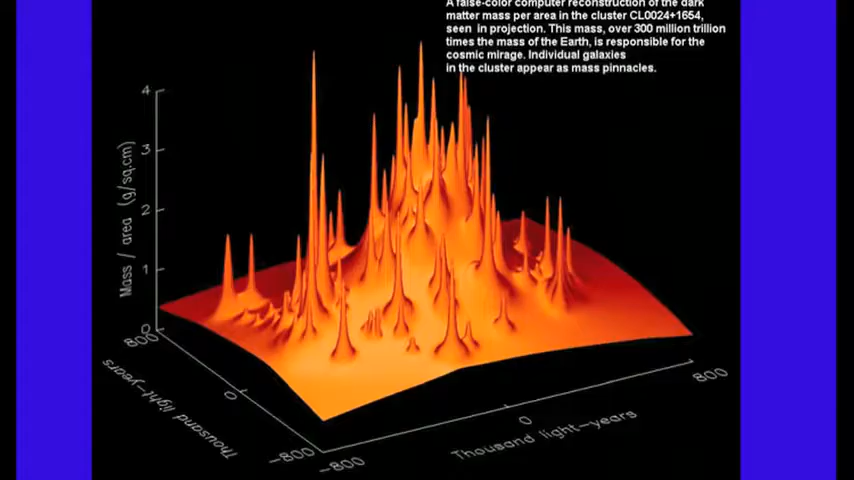 A false-color computer reconstruction of the dark
matter mass per area in the cluster CL0024+1654,
seen in projection. This mass, over 300 million trillion
times the mass of the Earth, is responsible for the
cosmic mirage. Individual galaxies
in the cluster appear as mass pinnacles.
4
3
2
1
0
Mass / area (g/sq.cm)
800
0
-800
Thousand light-years
-800
0
800
Thousand light-years